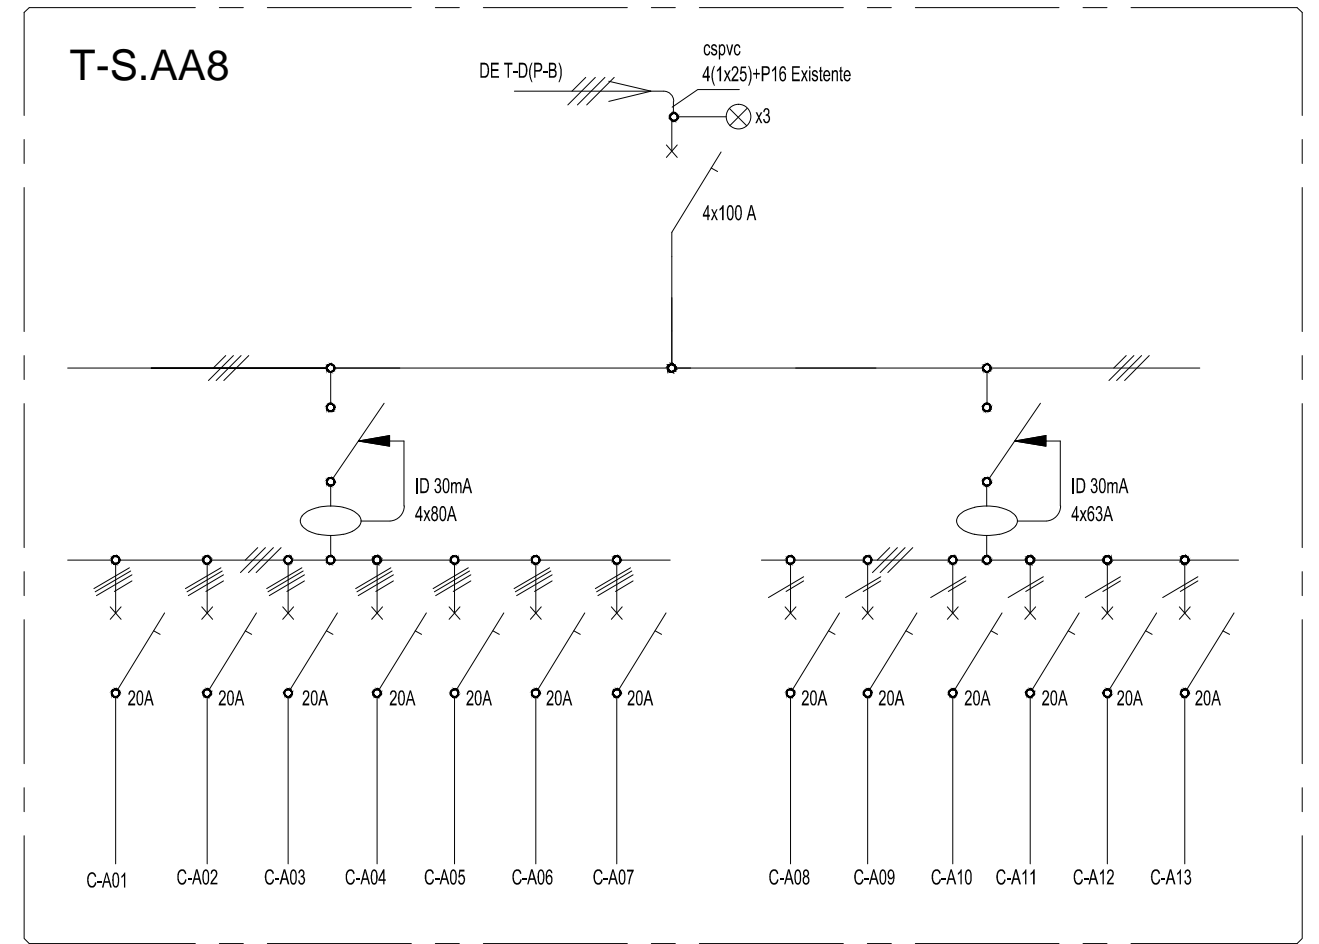 T-S.AA8
cspvc
DE T-D(P-B)
4(1x25)+P16 Existente
x3
4x100 A
ID 30mA
4x80A
ID 30mA
4x63A
20A 20A 20A 20A 20A 20A 20A 20A 20A 20A 20A 20A 20A
C-A01 C-A02 C-A03 C-A04 C-A05 C-A06 C-A07 C-A08 C-A09 C-A10 C-A11 C-A12 C-A13